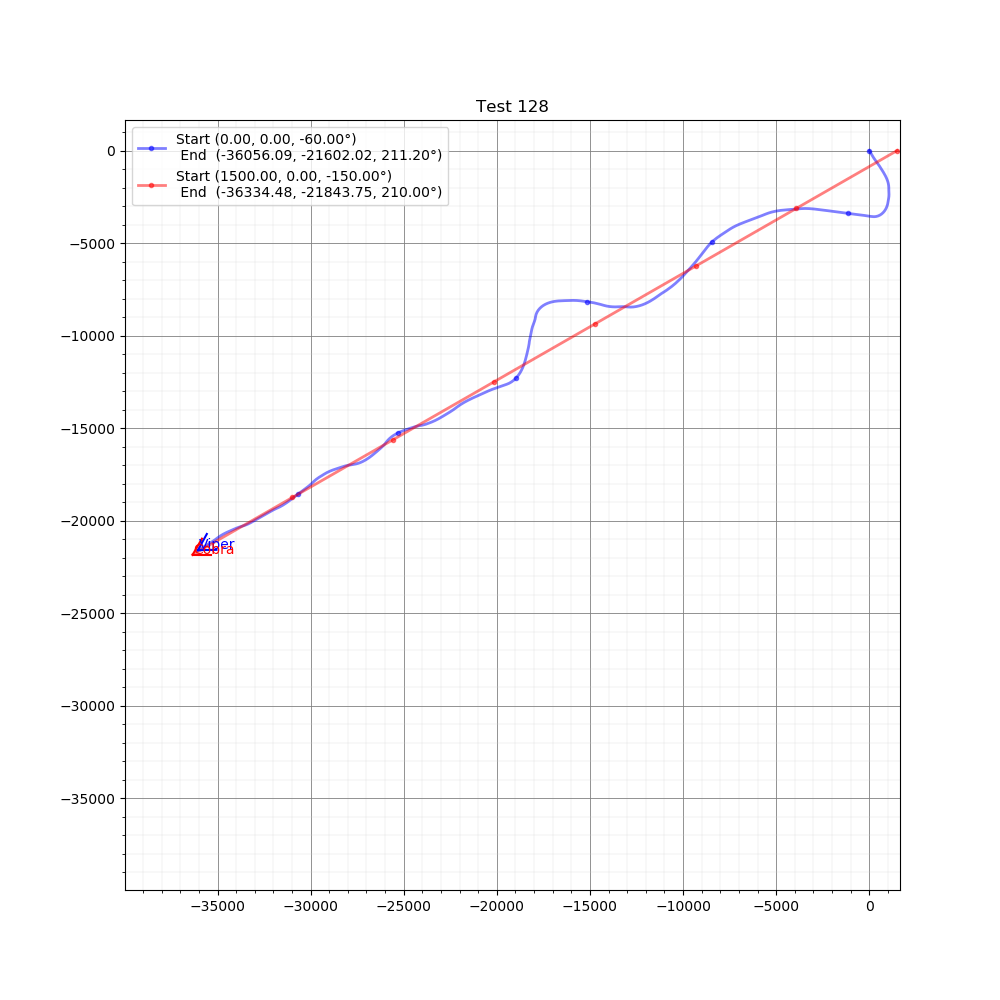 Test 128
Start (0.00, 0.00, -60.00°)
End (-36056.09, -21602.02, 211.20°)
Start (1500.00, 0.00, -150.00°)
End (-36334.48, -21843.75, 210.00°)
0
−5000
−10000
−15000
−20000
−25000
−30000
−35000
Viper
Cobra
−35000 −30000 −25000 −20000 −15000 −10000 −5000 0